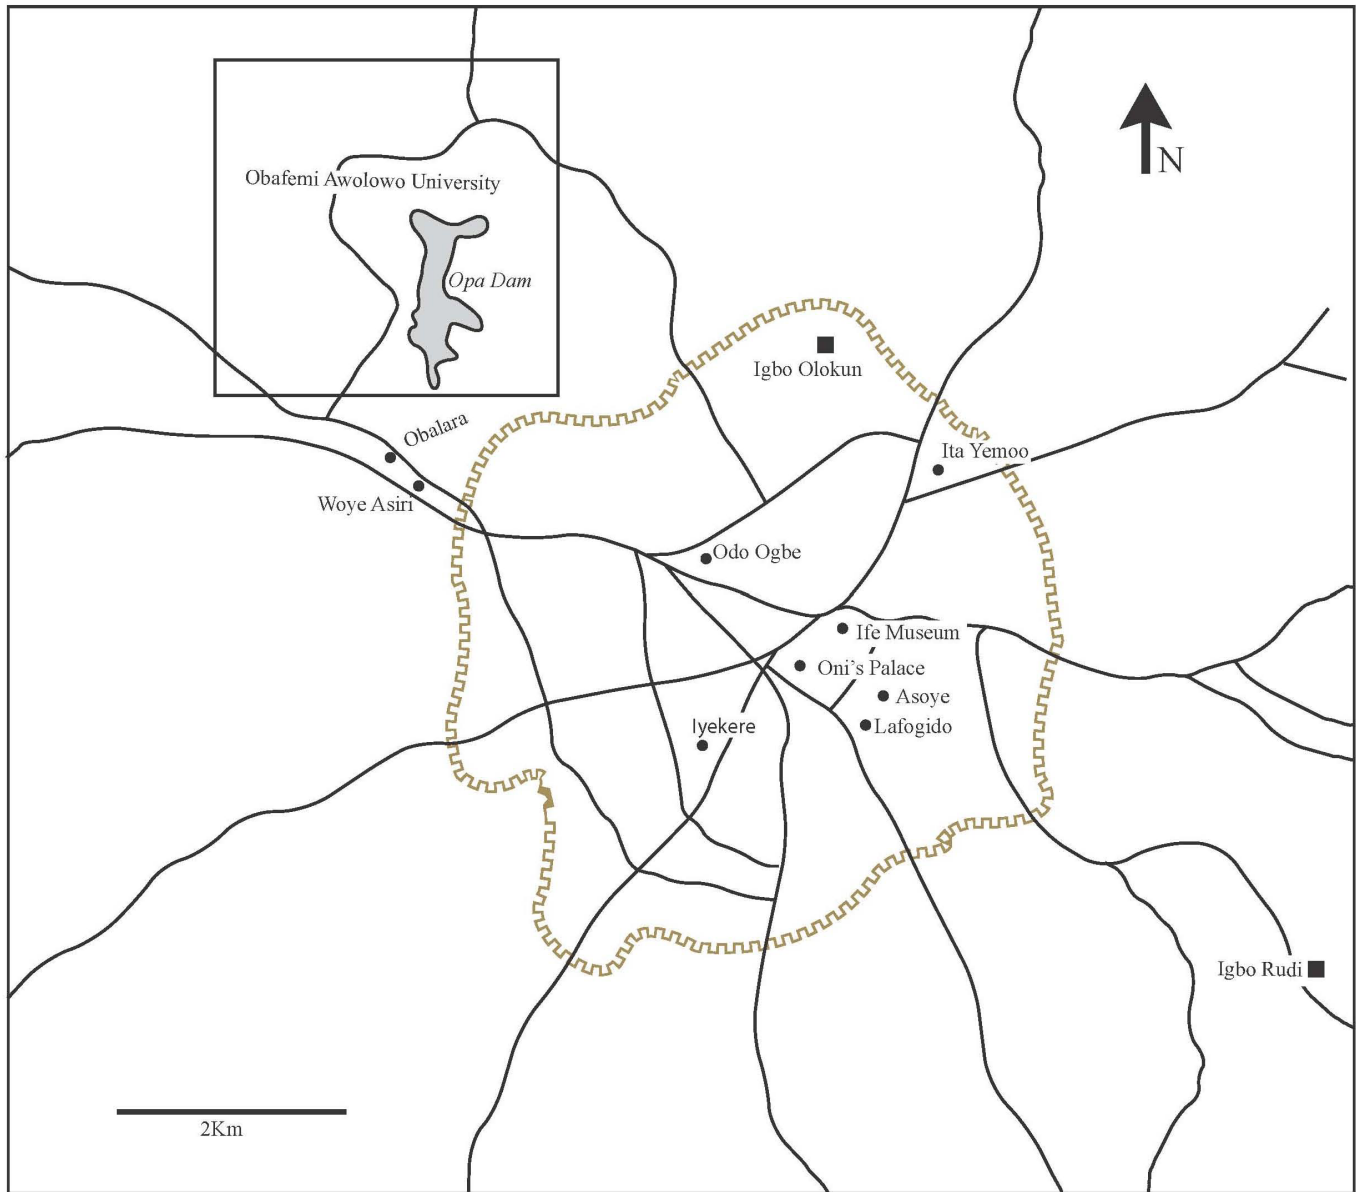 N
Obafemi Awolowo University
Opa Dam
Igbo Olokun
Obalara
Ita Yemoo
Woye Asiri
Odo Ogbe
Ife Museum
Oni's Palace
Asoye
Iyekere
Lafogido
Igbo Rudi
2Km